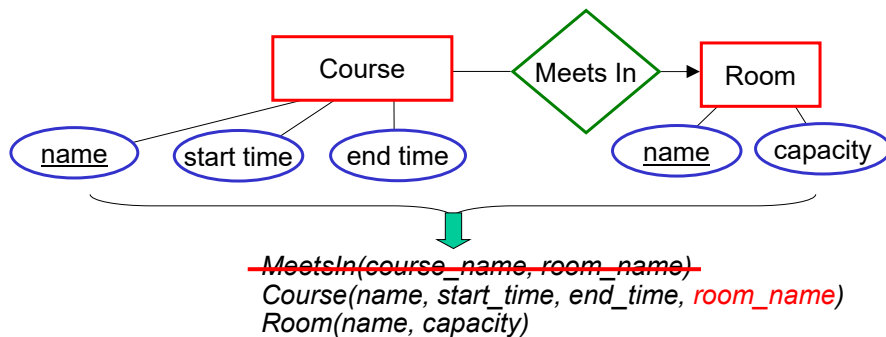 Course
Meets In
Room
name
start time
end time
name
capacity
MeetsIn(course_name, room_name)
Course(name, start_time, end_time, room_name)
Room(name, capacity)